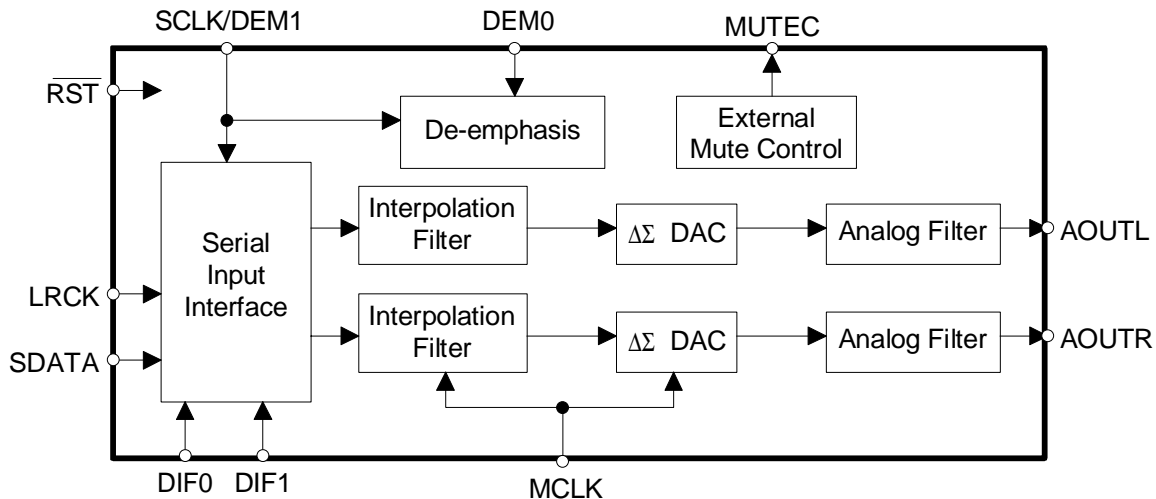 SCLK/DEM1
DEM0
MUTEC
RST
De-emphasis
External
Mute Control
Serial
Input
Interface
Interpolation
Filter
ΔΣ DAC
Analog Filter
AOUTL
LRCK
SDATA
Interpolation
Filter
ΔΣ DAC
Analog Filter
AOUTR
DIF0
DIF1
MCLK